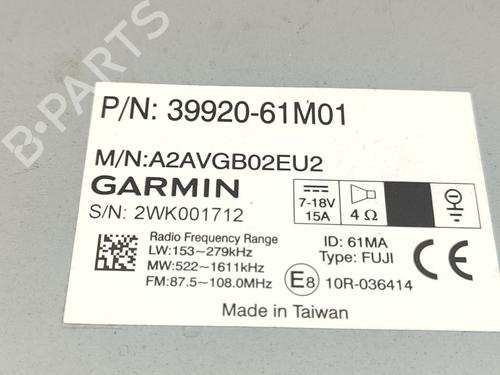 P/N: 39920-61M01
M/N:A2AVGB02EU2
GARMIN
S/N: 2WK001712
7-18V
15A
4 Ω
Radio Frequency Range
LW:153~279kHz
MW:522~1611kHz
FM:87.5~108.0MHz
ID: 61MA
Type: FUJI
E8 10R-036414
CE
Made in Taiwan
B-PARTS